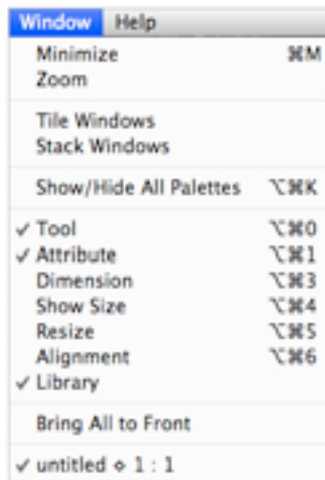 Window Help
Minimize ⌘M
Zoom
Tile Windows
Stack Windows
Show/Hide All Palettes ⌥⌘K
✓ Tool ⌥⌘0
✓ Attribute ⌥⌘1
Dimension ⌥⌘3
Show Size ⌥⌘4
Resize ⌥⌘5
Alignment ⌥⌘6
✓ Library
Bring All to Front
✓ untitled ⋄ 1 : 1